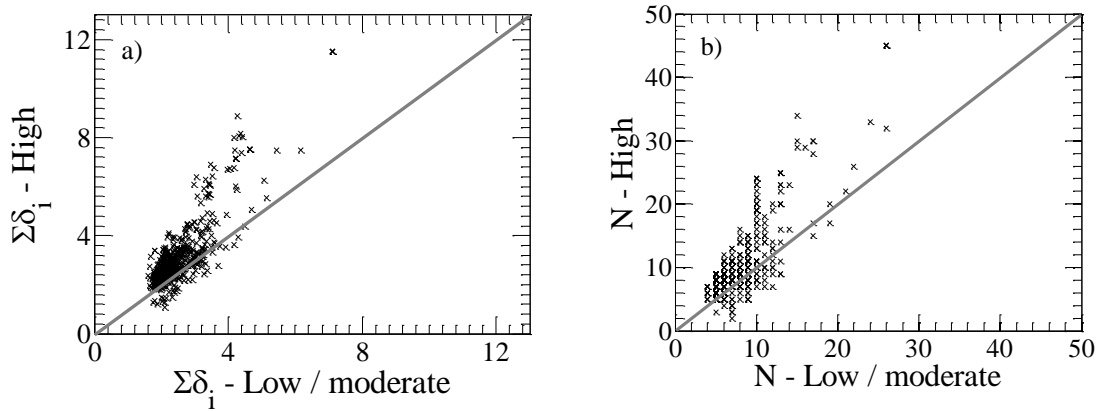 a)
12
8
4
0
0 4 8 12
Σδi - High
Σδi - Low / moderate
b)
50
40
30
20
10
0
0 10 20 30 40 50
N - High
N - Low / moderate